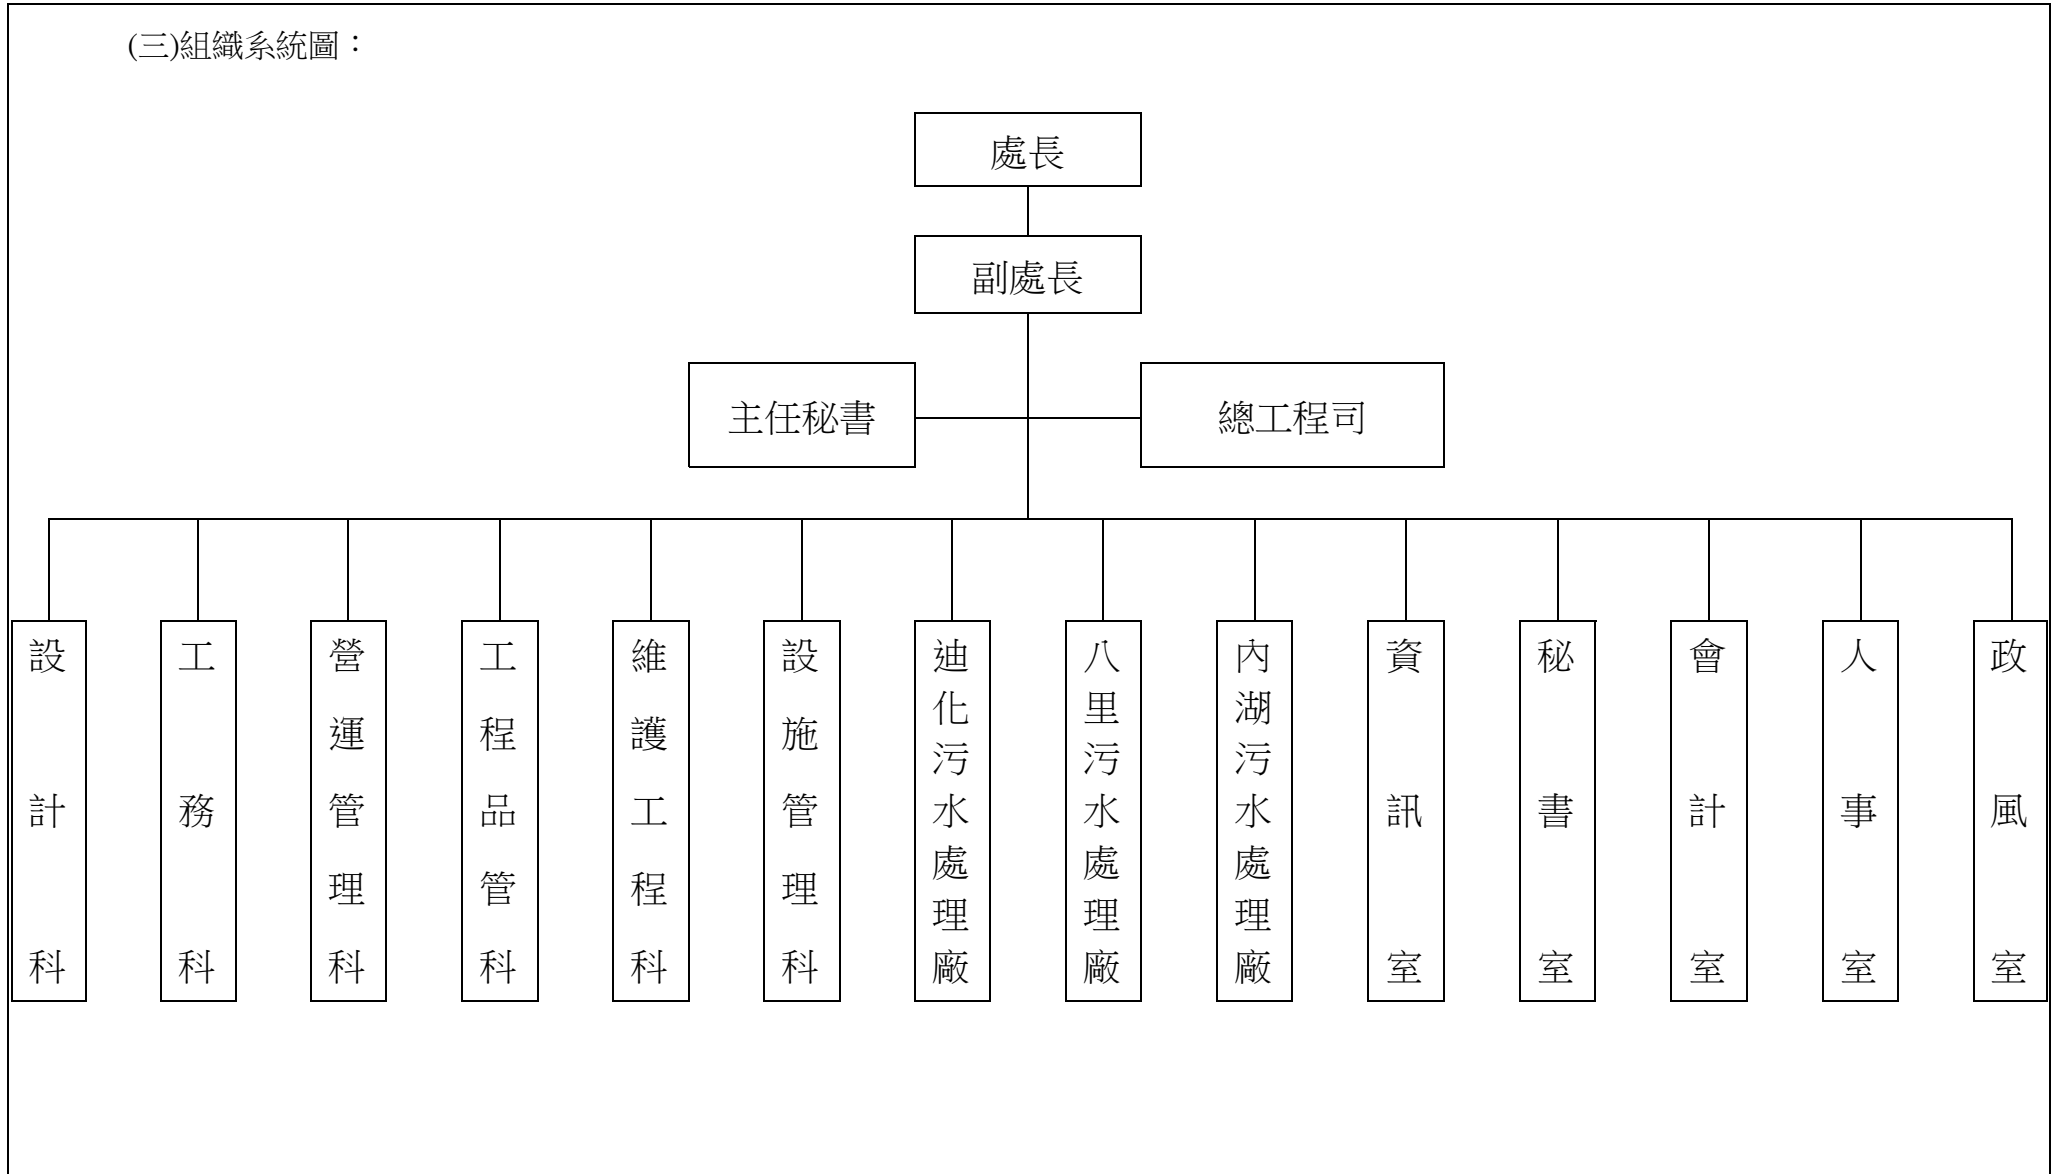 (三)組織系統圖：
處長
副處長
主任秘書
總工程司
設計科
工務科
營運管理科
工程品管科
維護工程科
設施管理科
迪化污水處理廠
八里污水處理廠
內湖污水處理廠
資訊室
秘書室
會計室
人事室
政風室